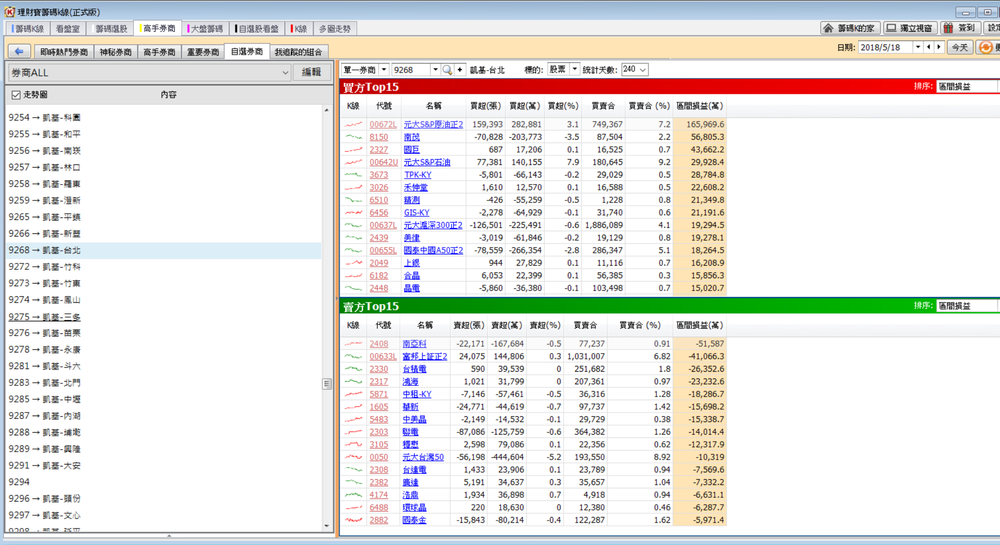 理財寶籌碼k線(正式版)
籌碼K線 看盤室 籌碼選股 高手券商 大盤籌碼 自選股看盤 K線 多圖走勢 籌碼K的家 獨立視窗 簽到 設定
即時熱門券商 神秘券商 高手券商 重要券商 自選券商 我追蹤的組合 日期: 2018/5/18 今天 更
券商ALL 編輯
走勢圖 內容
9254 → 凱基-科園
9255 → 凱基-和平
9256 → 凱基-南崁
9257 → 凱基-林口
9258 → 凱基-羅東
9259 → 凱基-澄新
9265 → 凱基-平鎮
9266 → 凱基-新豐
9268 → 凱基-台北
9272 → 凱基-竹科
9273 → 凱基-竹東
9274 → 凱基-鳳山
9275 → 凱基-三多
9276 → 凱基-苗栗
9278 → 凱基-永康
9281 → 凱基-斗六
9283 → 凱基-北門
9285 → 凱基-中壢
9287 → 凱基-內湖
9288 → 凱基-埔墘
9289 → 凱基-興隆
9291 → 凱基-大安
9294
9296 → 凱基-頭份
9297 → 凱基-文心
9298 → 凱基-延平
單一券商 9268 + 凱基-台北 標的: 股票 統計天數: 240
買方Top15 排序: 區間損益
K線 代號 名稱 買超(張) 買超(萬) 買超(%) 買賣合 買賣合 (%) 區間損益(萬)
00672L 元大S&P原油正2 159,393 282,881 3.1 749,367 7.2 165,969.6
8150 南茂 -70,828 -203,773 -3.5 87,504 2.2 56,805.3
2327 國巨 687 17,206 0.1 16,525 0.7 43,662.2
00642U 元大S&P石油 77,381 140,155 7.9 180,645 9.2 29,928.4
3673 TPK-KY -5,801 -66,143 -0.2 29,029 0.5 28,784.8
3026 禾伸堂 1,610 12,570 0.1 16,588 0.5 22,608.2
6510 精測 -426 -55,259 -0.5 1,228 0.8 21,349.8
6456 GIS-KY -2,278 -64,929 -0.1 31,740 0.6 21,191.6
00637L 元大滬深300正2 -126,501 -225,491 -0.6 1,886,089 4.1 19,294.5
2439 美律 -3,019 -61,846 -0.2 19,129 0.8 19,278.1
00655L 國泰中國A50正2 -78,559 -266,354 -2.8 286,347 5.1 18,264.5
2049 上銀 944 27,829 0.1 11,116 0.7 16,208.9
6182 合晶 6,053 22,399 0.1 56,385 0.3 15,856.3
2448 晶電 -5,860 -36,380 -0.1 103,498 0.7 15,020.7
賣方Top15 排序: 區間損益
K線 代號 名稱 賣超(張) 賣超(萬) 賣超(%) 買賣合 買賣合 (%) 區間損益(萬)
2408 南亞科 -22,171 -167,684 -0.5 77,237 0.91 -51,587
00633L 富邦上証正2 24,075 144,806 0.3 1,031,007 6.82 -41,066.3
2330 台積電 590 39,539 0 251,682 1.8 -26,352.6
2317 鴻海 1,021 31,799 0 207,361 0.97 -23,232.6
5871 中租-KY -7,146 -57,461 -0.5 36,316 1.28 -18,286.7
1605 華新 -24,771 -44,619 -0.7 97,737 1.42 -15,698.2
5483 中美晶 -2,149 -14,532 -0.1 29,729 0.38 -15,338.7
2303 聯電 -87,086 -125,759 -0.6 364,382 1.26 -14,014.4
3105 穩懋 2,598 79,086 0.1 22,356 0.62 -12,317.9
0050 元大台灣50 -56,198 -444,604 -5.2 193,550 8.92 -10,319
2308 台達電 1,433 23,906 0.1 23,789 0.94 -7,569.6
2382 廣達 5,191 34,637 0.3 35,657 1.04 -7,332.2
4174 浩鼎 1,934 36,898 0.7 4,918 0.94 -6,631.1
6488 環球晶 220 18,630 0 12,380 0.46 -6,287.7
2882 國泰金 -15,843 -80,214 -0.4 122,287 1.62 -5,971.4